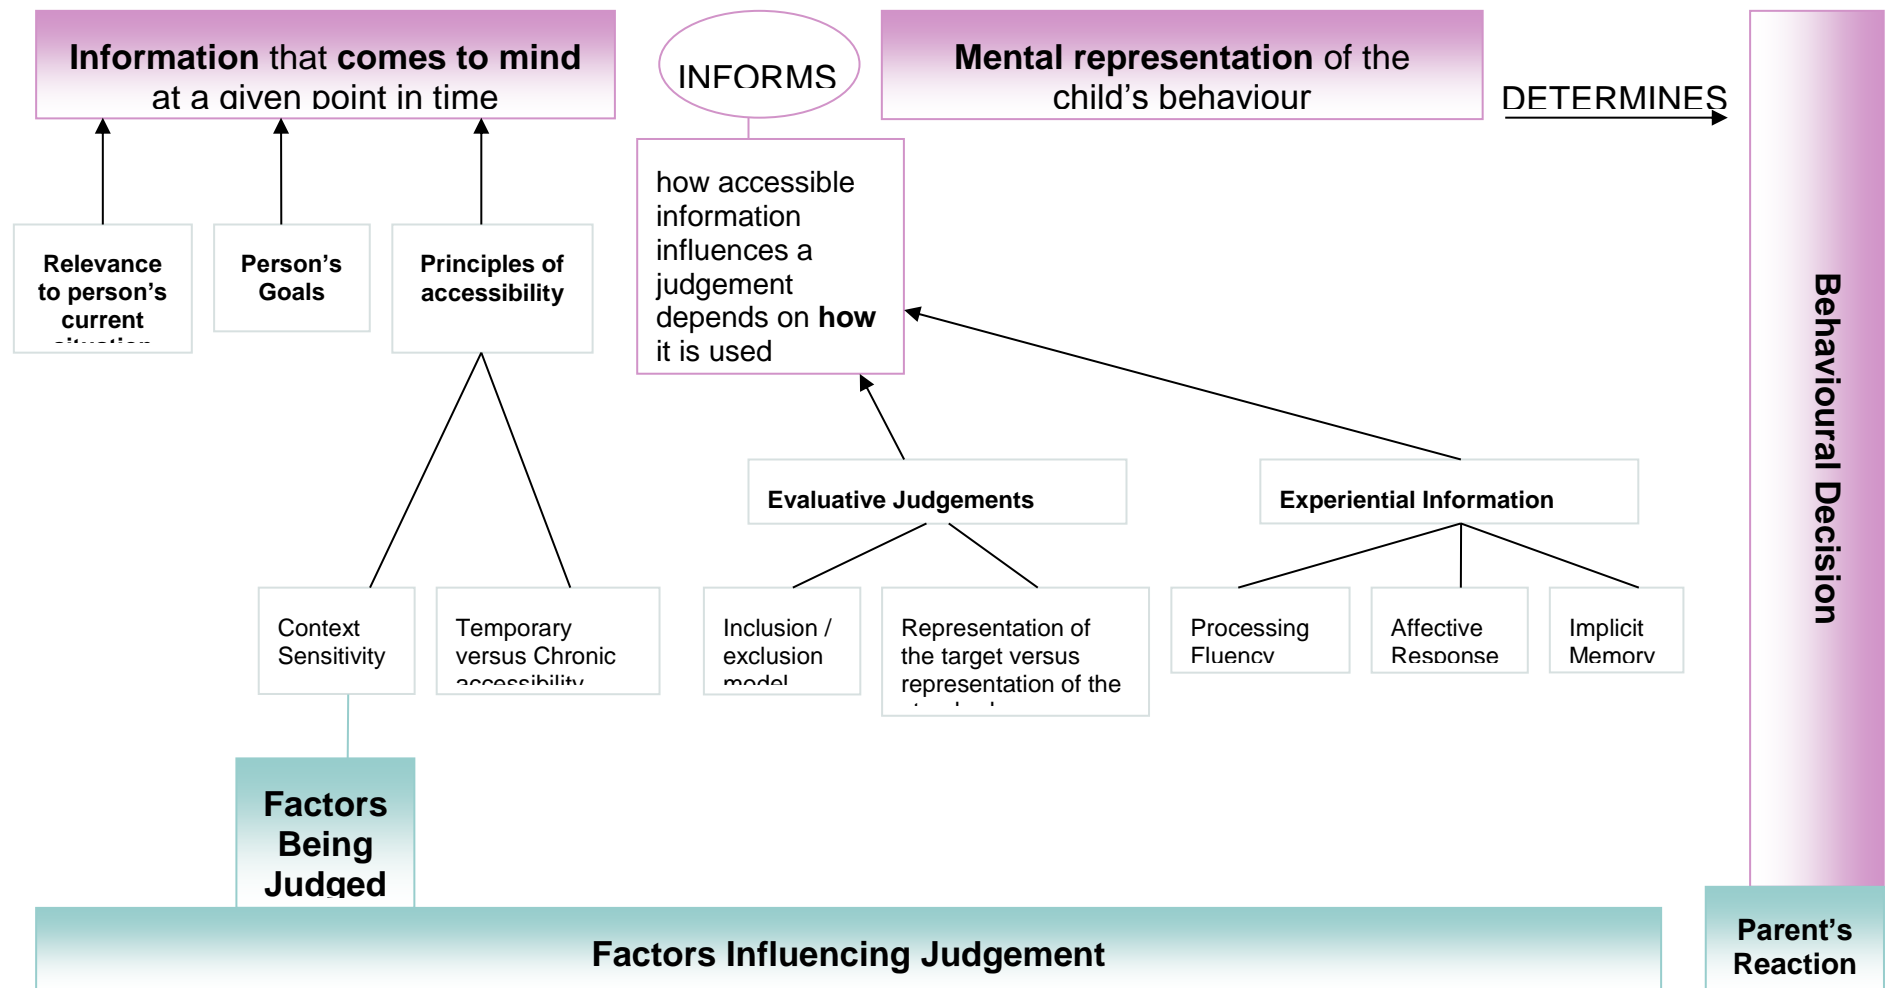 Information that comes to mind
at a given point in time
INFORMS
Mental representation of the
child’s behaviour
DETERMINES
how accessible
information
influences a
judgement
depends on how
it is used
Relevance
to person’s
current
situation
Person’s
Goals
Principles of
accessibility
Behavioural Decision
Evaluative Judgements
Experiential Information
Context
Sensitivity
Temporary
versus Chronic
accessibility
Inclusion /
exclusion
model
Representation of
the target versus
representation of the
Processing
Fluency
Affective
Response
Implicit
Memory
Factors
Being
Judged
Factors Influencing Judgement
Parent’s
Reaction